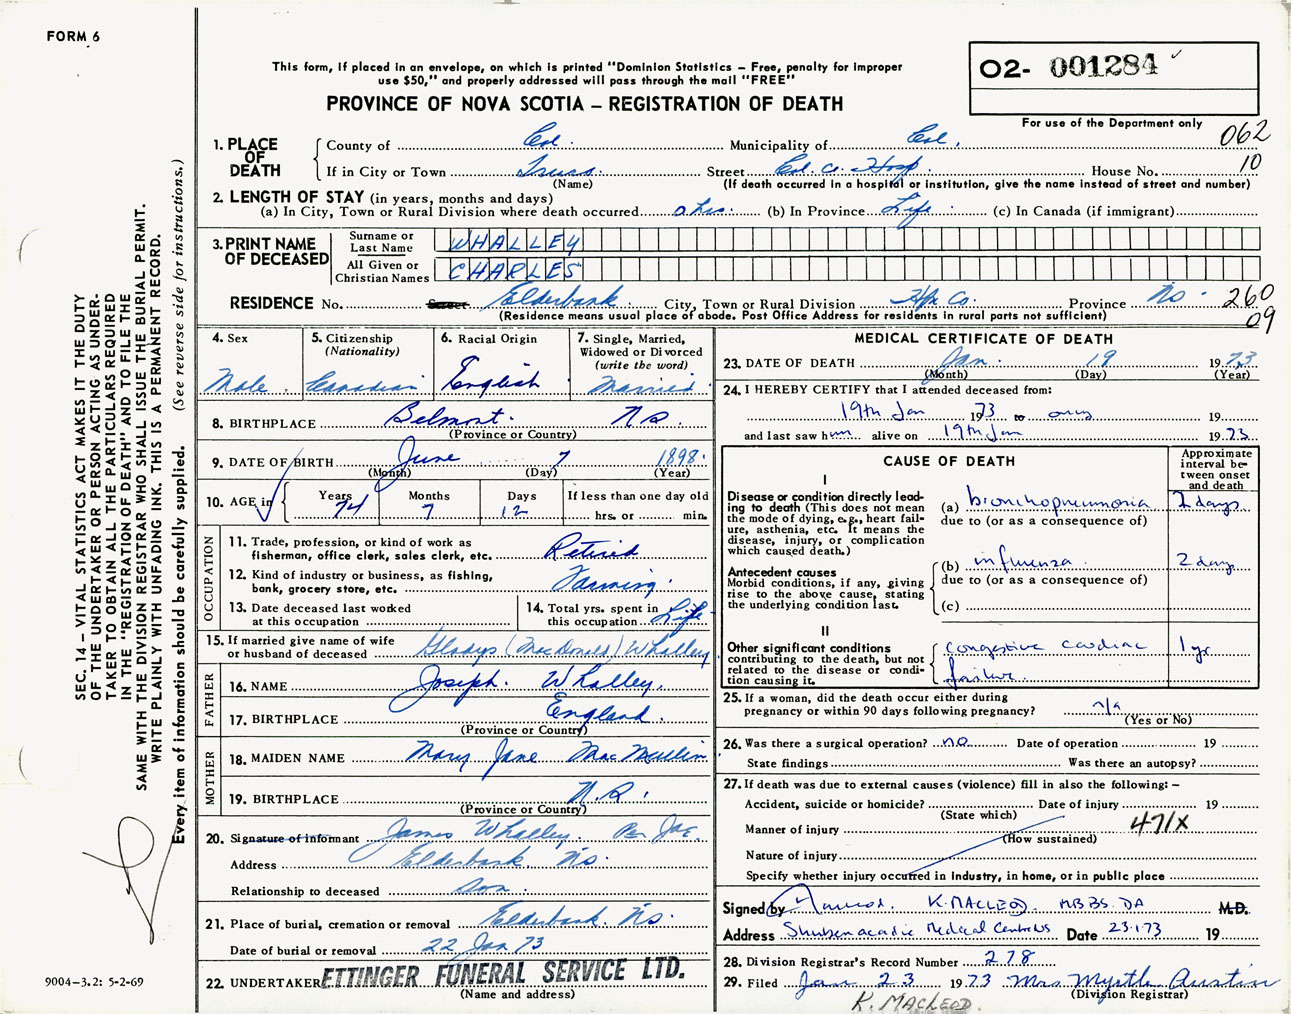 FORM 6
This form, if placed in an envelope, on which is printed "Dominion Statistics – Free, penalty for improper
use $50," and properly addressed will pass through the mail "FREE"
PROVINCE OF NOVA SCOTIA – REGISTRATION OF DEATH
O2- 001284
For use of the Department only
062
10
1. PLACE OF DEATH
County of Col. Municipality of Col.
If in City or Town Truro Street Col. Co. Hosp House No.
(Name) (If death occurred in a hospital or institution, give the name instead of street and number)
2. LENGTH OF STAY (in years, months and days)
(a) In City, Town or Rural Division where death occurred hrs. (b) In Province Life (c) In Canada (if immigrant)
3. PRINT NAME OF DECEASED
Surname or Last Name WHALLEY
All Given or Christian Names CHARLES
RESIDENCE No. Street Elderbank City, Town or Rural Division Hfx Co. Province NS. 260
(Residence means usual place of abode. Post Office Address for residents in rural parts not sufficient) 09
4. Sex
Male
5. Citizenship (Nationality)
Canadian
6. Racial Origin
English
7. Single, Married, Widowed or Divorced (write the word)
Married
8. BIRTHPLACE Belmont. NS.
(Province or Country)
9. DATE OF BIRTH June 7 1898
(Month) (Day) (Year)
10. AGE in Years 74 Months 7 Days 12 If less than one day old hrs. or min.
OCCUPATION
11. Trade, profession, or kind of work as
fisherman, office clerk, sales clerk, etc. Retired
12. Kind of industry or business, as fishing,
bank, grocery store, etc. Farming
13. Date deceased last worked
at this occupation
14. Total yrs. spent in
this occupation Life
15. If married give name of wife
or husband of deceased Gladys (MacDonald) Whalley
FATHER
16. NAME Joseph Whalley.
17. BIRTHPLACE England.
(Province or Country)
MOTHER
18. MAIDEN NAME Mary Jane MacMullin
19. BIRTHPLACE N.S.
(Province or Country)
20. Signature of informant James Whalley. Per
Address Elderbank NS.
Relationship to deceased Son.
21. Place of burial, cremation or removal Elderbank. NS.
Date of burial or removal 22 Jan 73
22. UNDERTAKER ETTINGER FUNERAL SERVICE LTD.
(Name and address)
MEDICAL CERTIFICATE OF DEATH
23. DATE OF DEATH Jan. 19 1973
(Month) (Day) (Year)
24. I HEREBY CERTIFY that I attended deceased from:
19th Jan 1973 to only 19
and last saw him alive on 19th Jan 1973
CAUSE OF DEATH
Approximate interval between onset and death
I
Disease or condition directly leading
to death (This does not mean
the mode of dying, e.g., heart failure,
asthenia, etc. It means the
disease, injury, or complication
which caused death.)
(a) bronchopneumonia 2 days
due to (or as a consequence of)
Antecedent causes
Morbid conditions, if any, giving
rise to the above cause, stating
the underlying condition last.
(b) influenza 2 days
due to (or as a consequence of)
(c)
II
Other significant conditions
contributing to the death, but not
related to the disease or condition
causing it.
congestive cardiac 1 yr
failure
25. If a woman, did the death occur either during
pregnancy or within 90 days following pregnancy? n/a
(Yes or No)
26. Was there a surgical operation? no Date of operation 19
State findings Was there an autopsy?
27. If death was due to external causes (violence) fill in also the following:–
Accident, suicide or homicide? Date of injury 19
(State which)
Manner of injury 471X
(How sustained)
Nature of injury
Specify whether injury occurred in Industry, in home, or in public place
Signed by K. MACLEOD. MB BS. DA M.D.
Address Shubenacadie Medical Centre NS Date 23.1.73 19
28. Division Registrar's Record Number 278
29. Filed Jan 23 1973 Mrs Myrtle Austin
(Division Registrar)
K. MACLEOD
SEC. 14 – VITAL STATISTICS ACT MAKES IT THE DUTY
OF THE UNDERTAKER OR PERSON ACTING AS UNDERTAKER
TO OBTAIN ALL THE PARTICULARS REQUIRED
IN THE "REGISTRATION OF DEATH" AND TO FILE THE
SAME WITH THE DIVISION REGISTRAR WHO SHALL ISSUE THE BURIAL PERMIT.
WRITE PLAINLY WITH UNFADING INK. THIS IS A PERMANENT RECORD.
Every item of information should be carefully supplied. (See reverse side for instructions.)
9004-3.2: 5-2-69